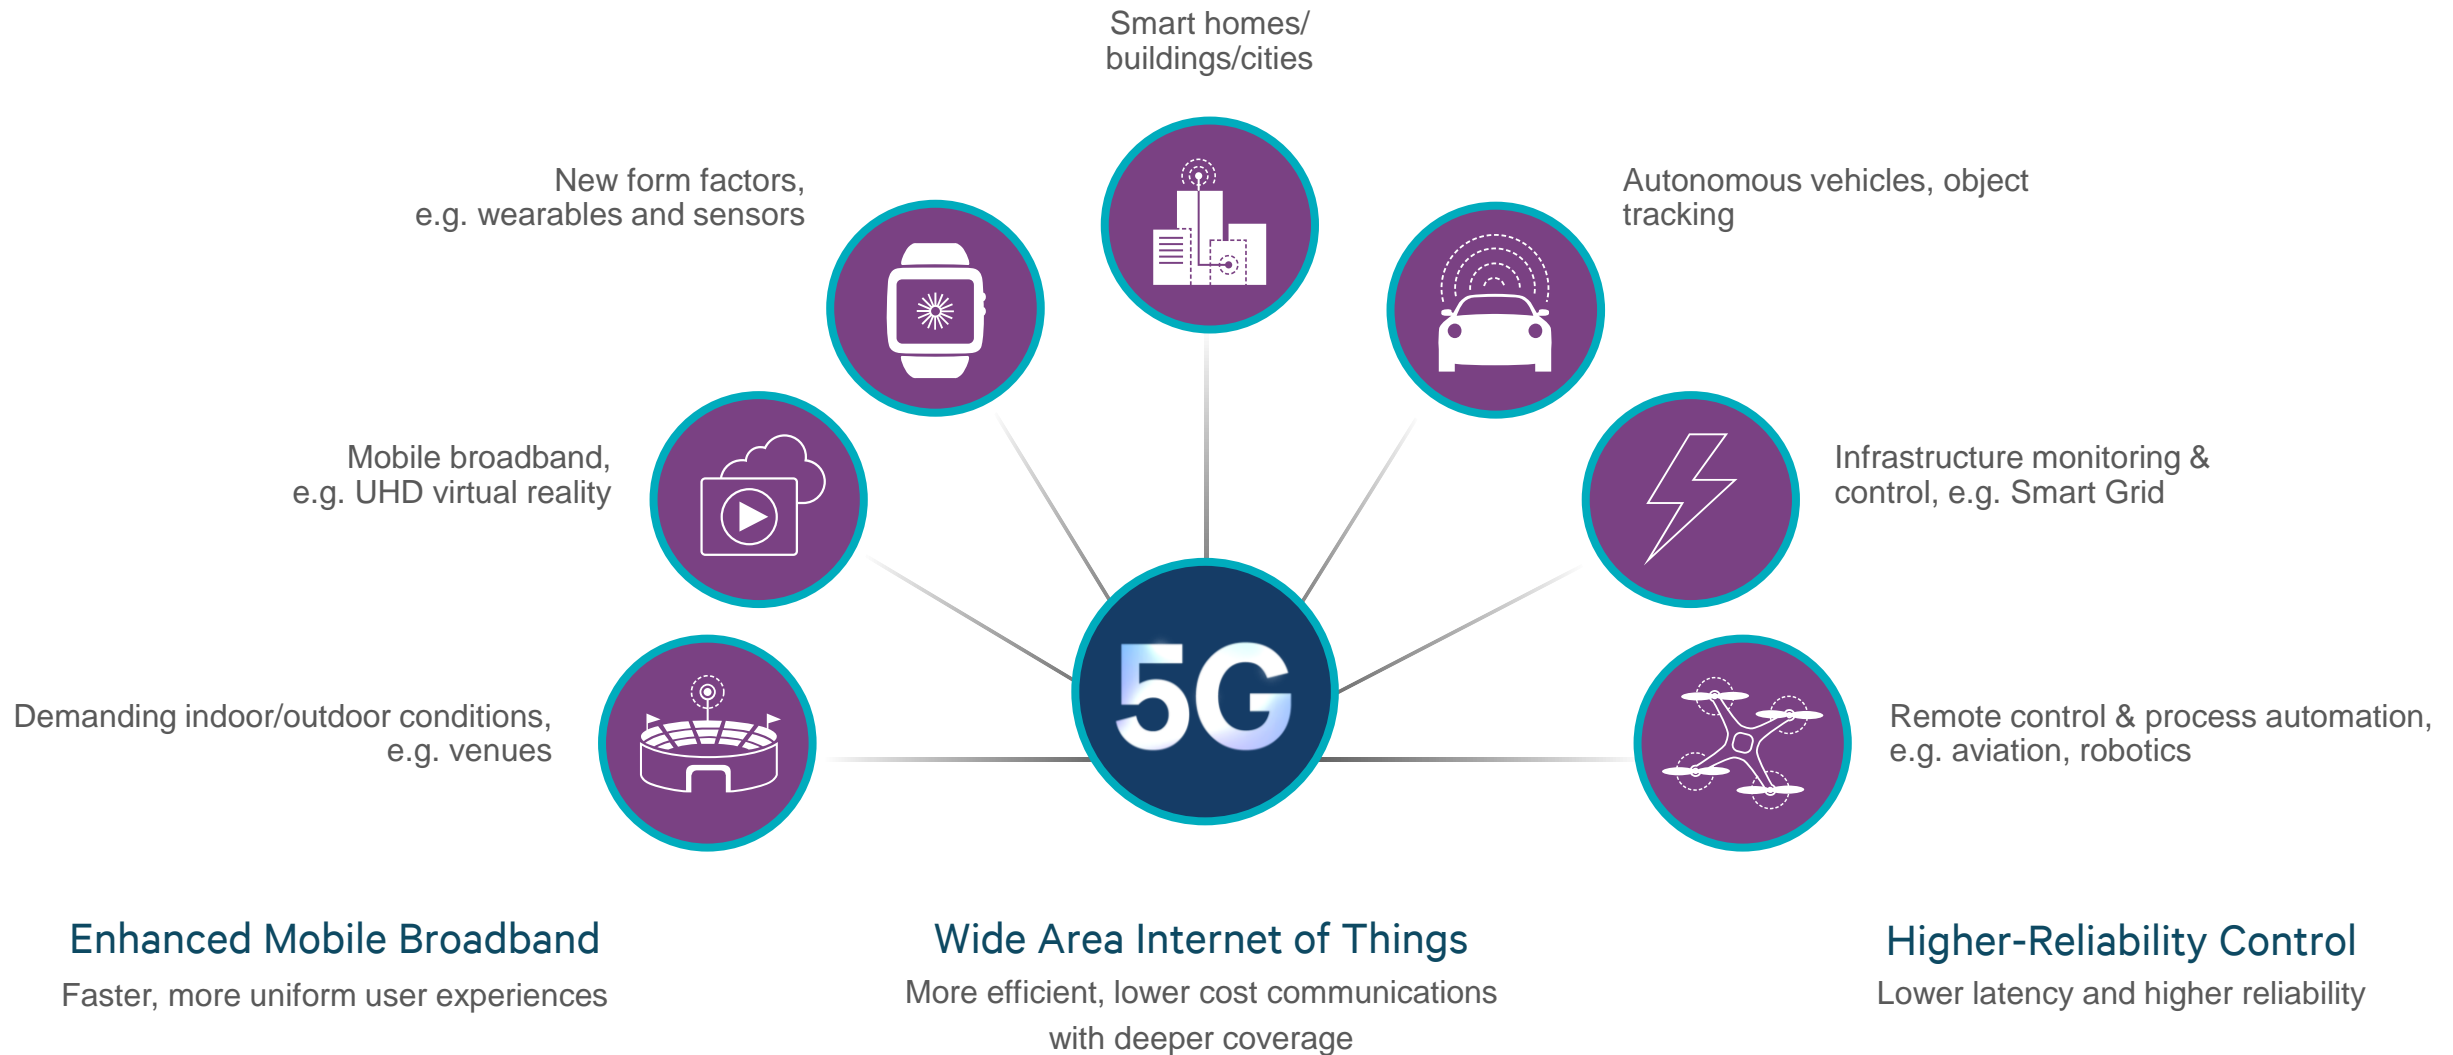 Smart homes/
buildings/cities
New form factors,
e.g. wearables and sensors
Autonomous vehicles, object
tracking
Mobile broadband,
e.g. UHD virtual reality
Infrastructure monitoring &
control, e.g. Smart Grid
5G
Demanding indoor/outdoor conditions,
e.g. venues
Remote control & process automation,
e.g. aviation, robotics
Enhanced Mobile Broadband
Faster, more uniform user experiences
Wide Area Internet of Things
More efficient, lower cost communications
with deeper coverage
Higher-Reliability Control
Lower latency and higher reliability